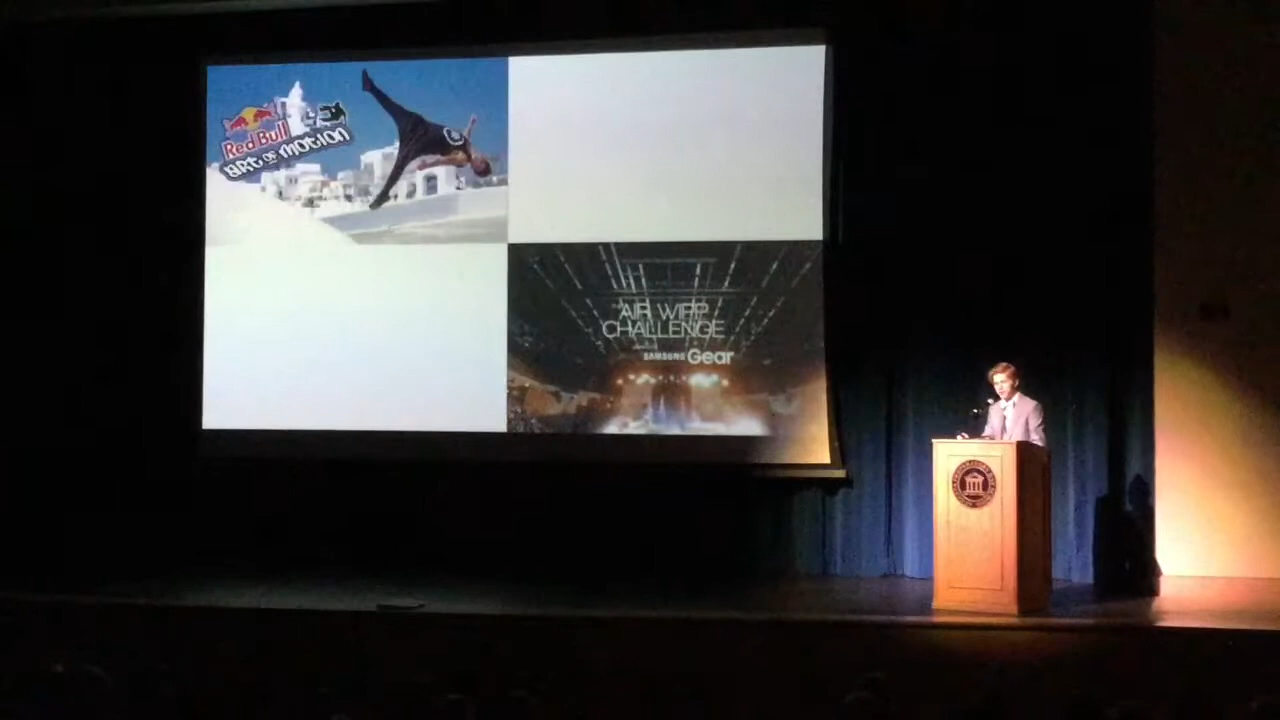 Red Bull
ART OF MOTION
AIR WIPP
CHALLENGE
SAMSUNG Gear